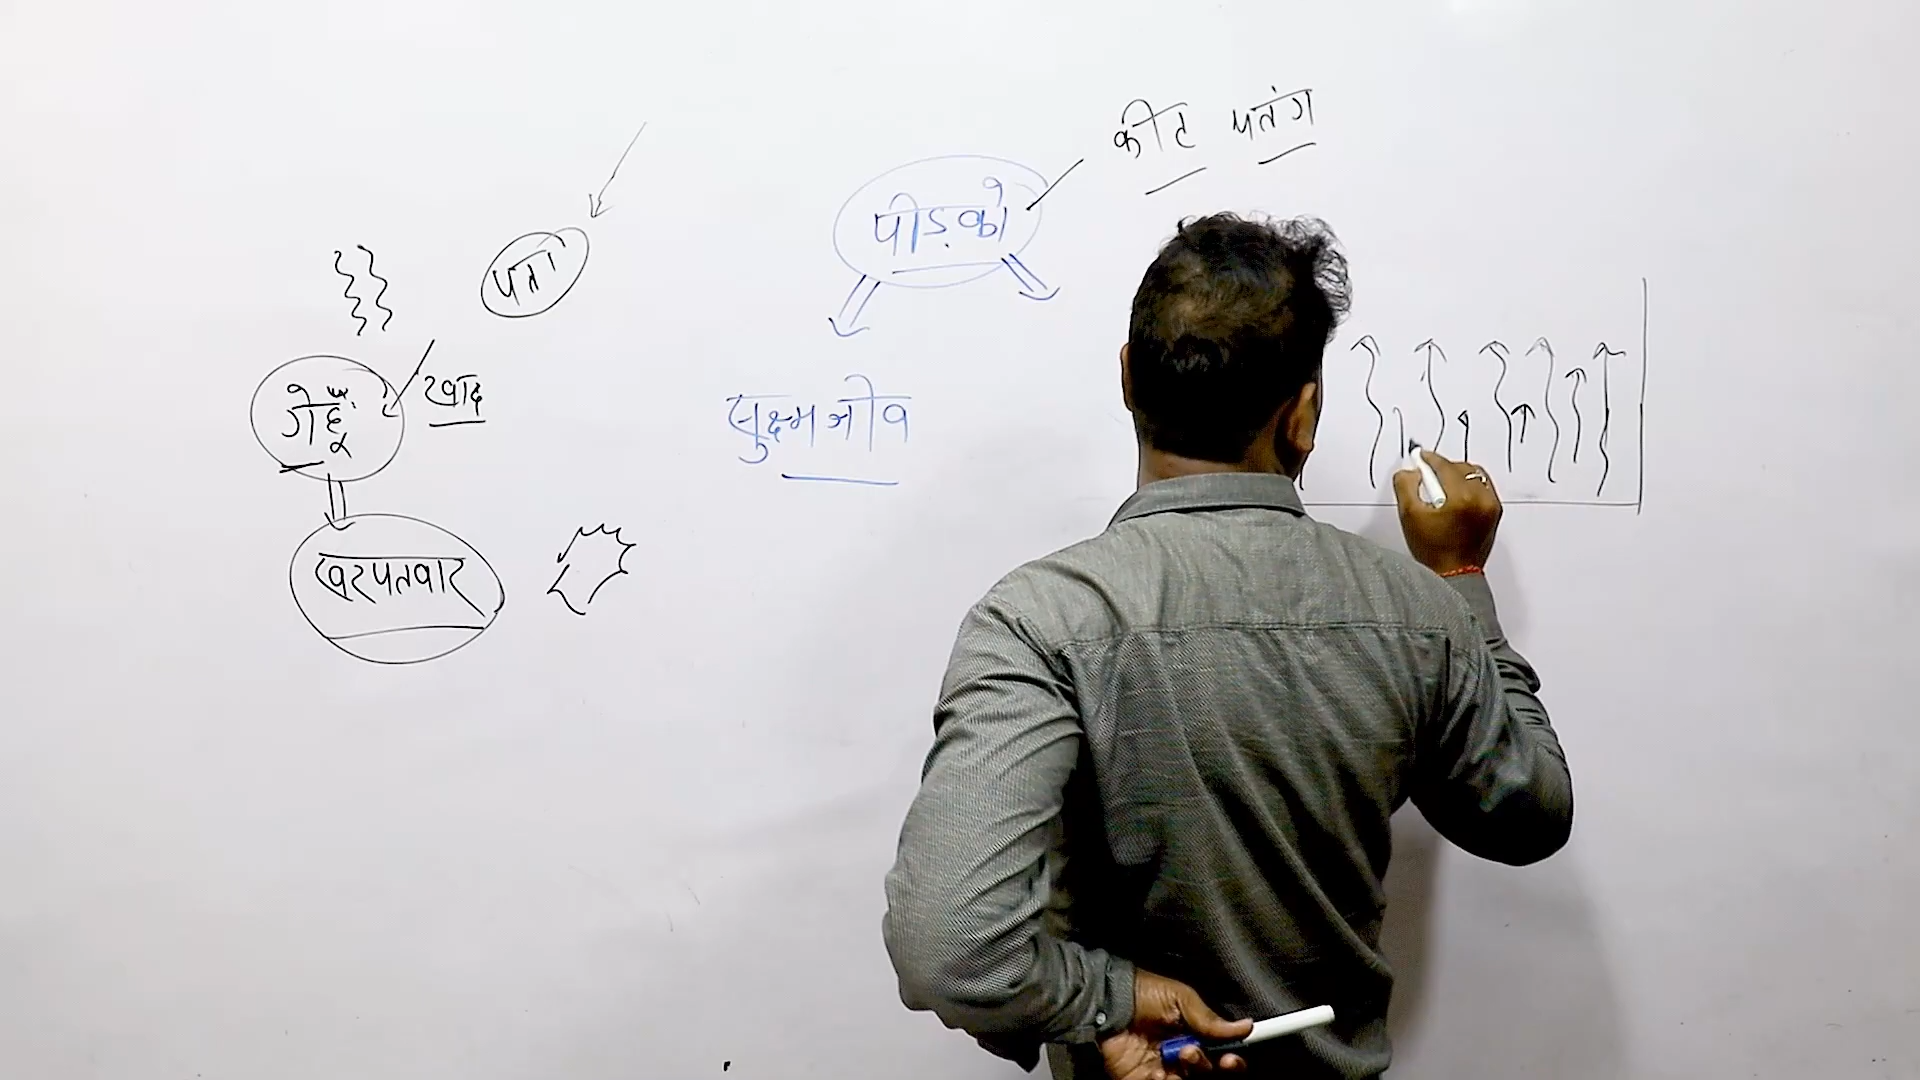 कीट पतंग
पीड़को
पता
गेहूँ
खाद
सुक्ष्मजीव
खरपतवार